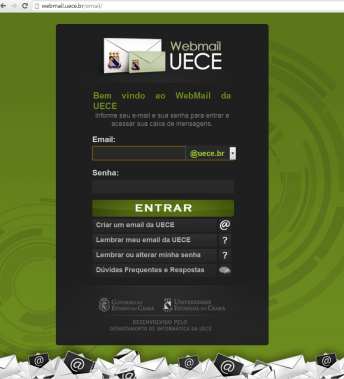 webmail.uece.br/email/
Webmail
UECE
Bem vindo ao WebMail da
UECE
Informe seu e-mail e sua senha para entrar e
acessar sua caixa de mensagens.
Email:
@uece.br
Senha:
ENTRAR
Criar um email da UECE
@
Lembrar meu email da UECE
?
Lembrar ou alterar minha senha
?
Dúvidas Frequentes e Respostas
Governo do
Estado do Ceará
Universidade
Estadual do Ceará
DESENVOLVIDO PELO
DEPARTAMENTO DE INFORMÁTICA DA UECE
@ @ @ @ @